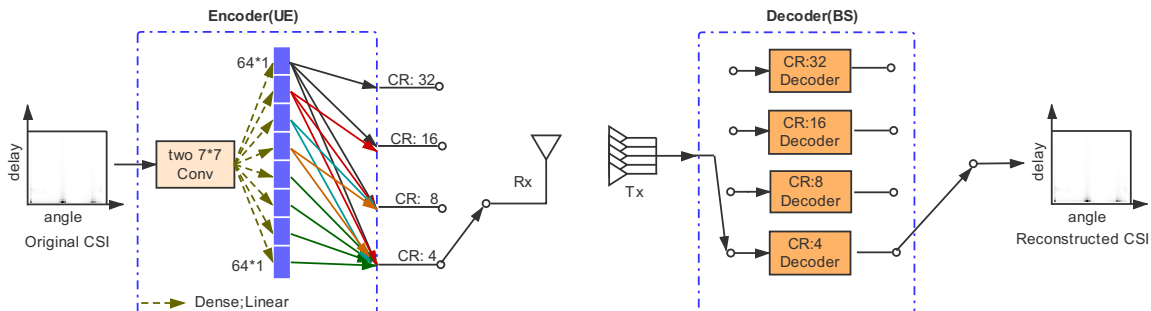 Encoder(UE)
Decoder(BS)
delay
angle
Original CSI
two 7*7
Conv
64*1
64*1
Dense;Linear
CR: 32
CR: 16
CR: 8
CR: 4
Rx
Tx
CR:32
Decoder
CR:16
Decoder
CR:8
Decoder
CR:4
Decoder
delay
angle
Reconstructed CSI